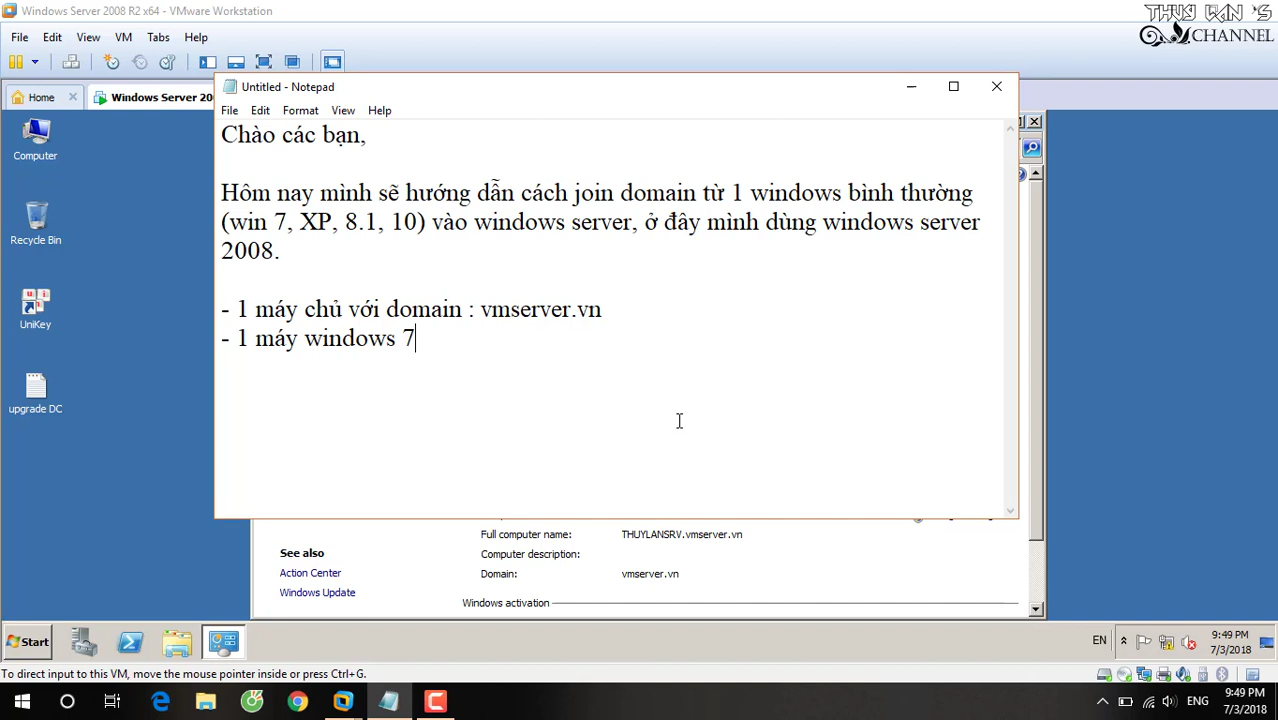 Windows Server 2008 R2 x64 - VMware Workstation
THUY WIN'S
CHANNEL
File Edit View VM Tabs Help
Home
Windows Server 20
Untitled - Notepad
File Edit Format View Help
Chào các bạn,
Hôm nay mình sẽ hướng dẫn cách join domain từ 1 windows bình thường
(win 7, XP, 8.1, 10) vào windows server, ở đây mình dùng windows server
2008.
- 1 máy chủ với domain : vmserver.vn
- 1 máy windows 7
Computer
Recycle Bin
UniKey
upgrade DC
Full computer name: THUYLANSRV.vmserver.vn
See also
Computer description:
Action Center
Domain: vmserver.vn
Windows Update
Windows activation
Start
EN
9:49 PM
7/3/2018
To direct input to this VM, move the mouse pointer inside or press Ctrl+G.
ENG
9:49 PM
7/3/2018